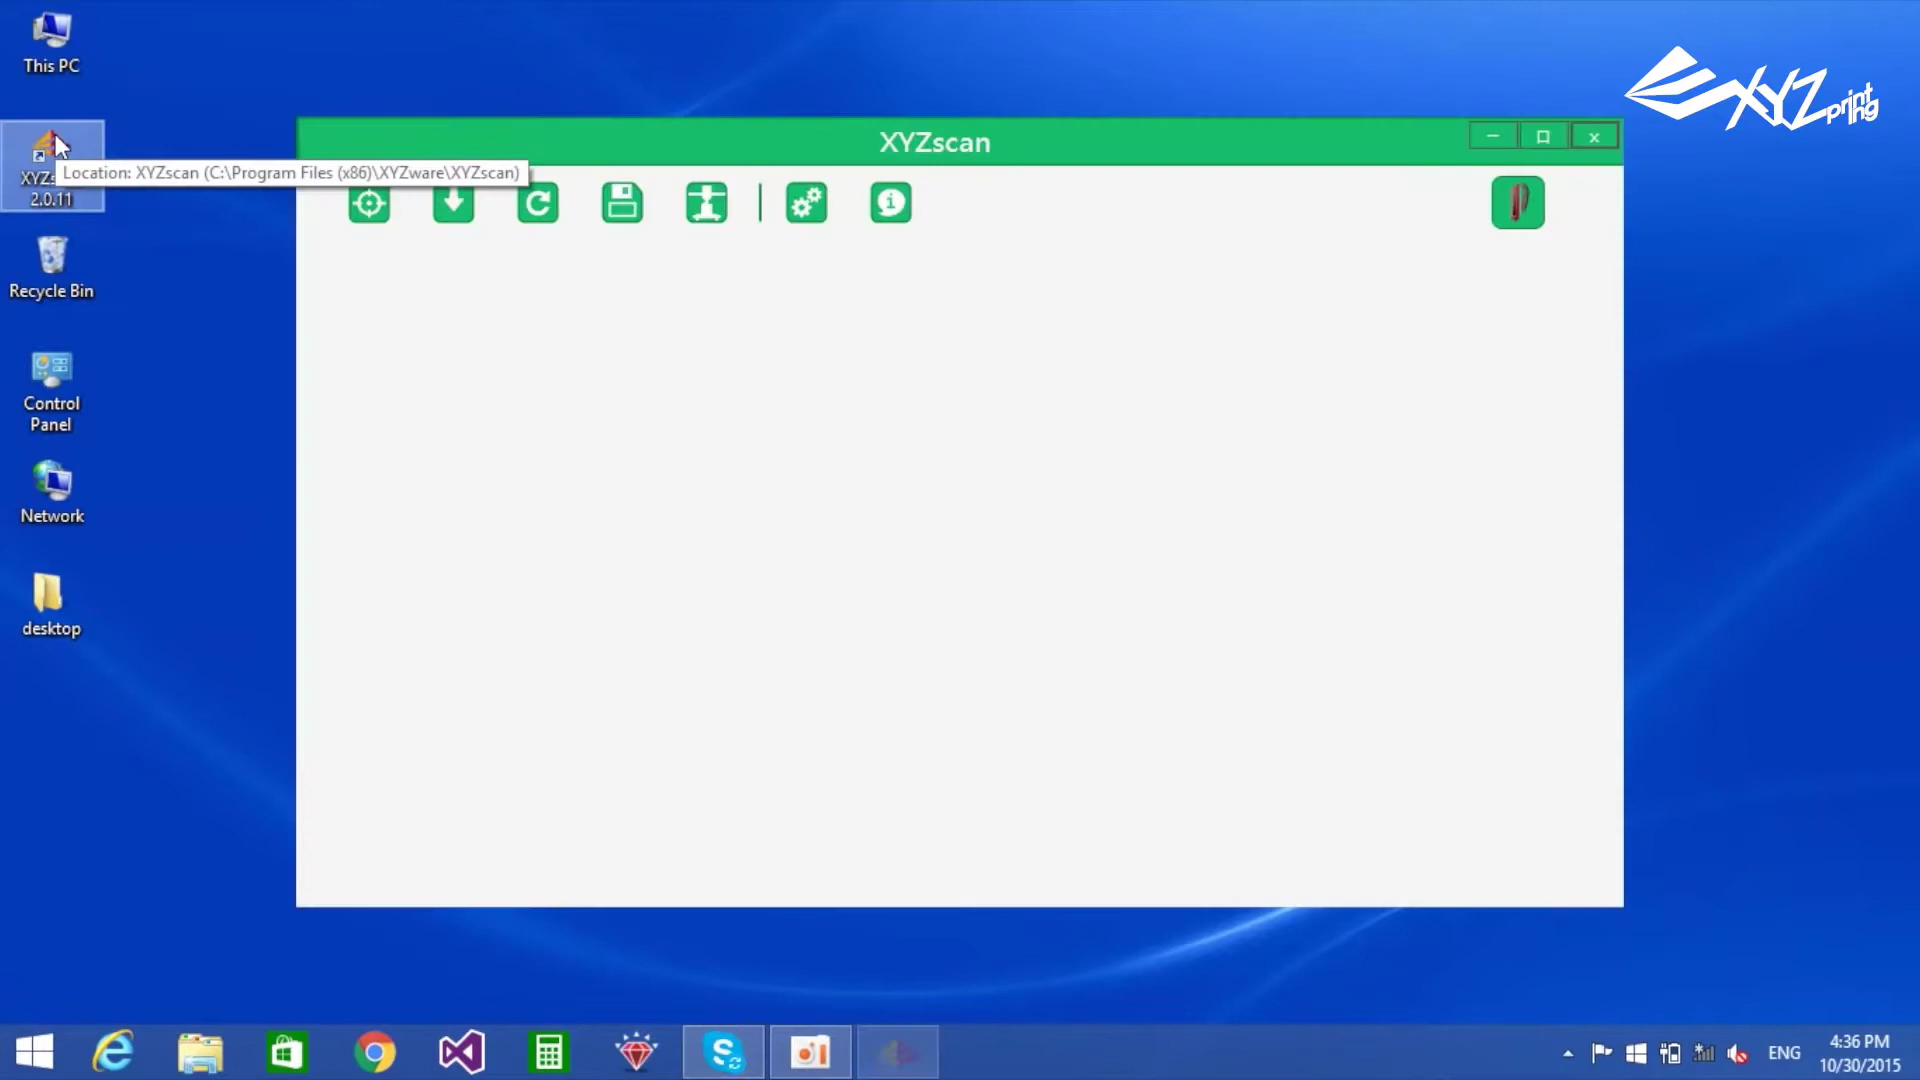 This PC
XYZprinting
XYZscan
Location: XYZscan (C:\Program Files (x86)\XYZware\XYZscan)
2.0.11
Recycle Bin
Control
Panel
Network
desktop
ENG
4:36 PM
10/30/2015